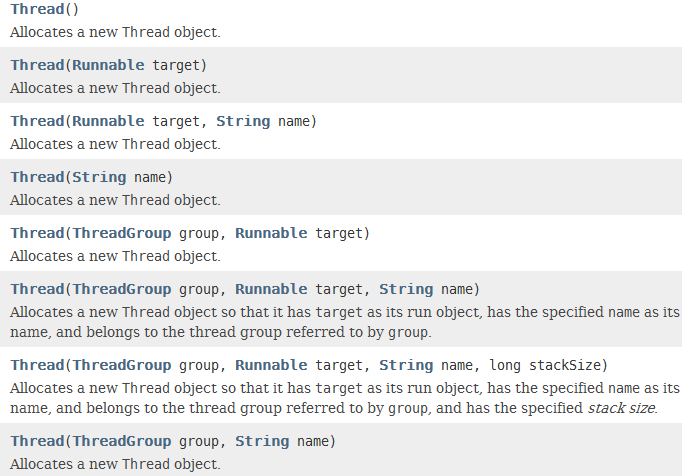 Thread()
Allocates a new Thread object.
Thread(Runnable target)
Allocates a new Thread object.
Thread(Runnable target, String name)
Allocates a new Thread object.
Thread(String name)
Allocates a new Thread object.
Thread(ThreadGroup group, Runnable target)
Allocates a new Thread object.
Thread(ThreadGroup group, Runnable target, String name)
Allocates a new Thread object so that it has target as its run object, has the specified name as its
name, and belongs to the thread group referred to by group.
Thread(ThreadGroup group, Runnable target, String name, long stackSize)
Allocates a new Thread object so that it has target as its run object, has the specified name as its
name, and belongs to the thread group referred to by group, and has the specified stack size.
Thread(ThreadGroup group, String name)
Allocates a new Thread object.